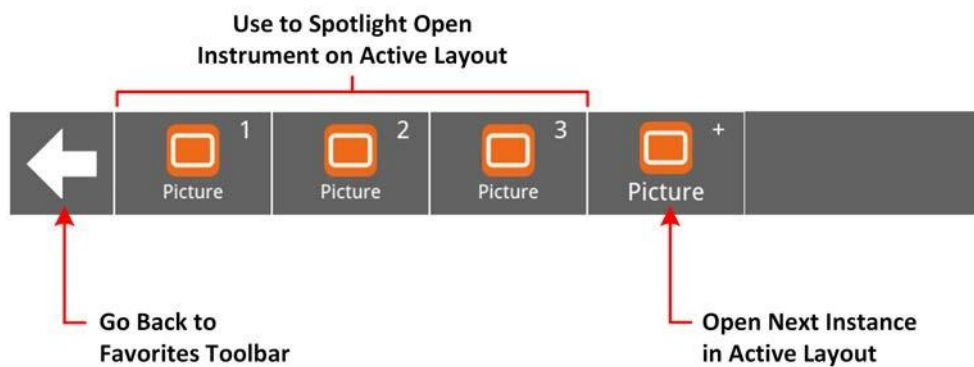 Use to Spotlight Open
Instrument on Active Layout
1
Picture
2
Picture
3
Picture
+
Picture
Go Back to
Favorites Toolbar
Open Next Instance
in Active Layout